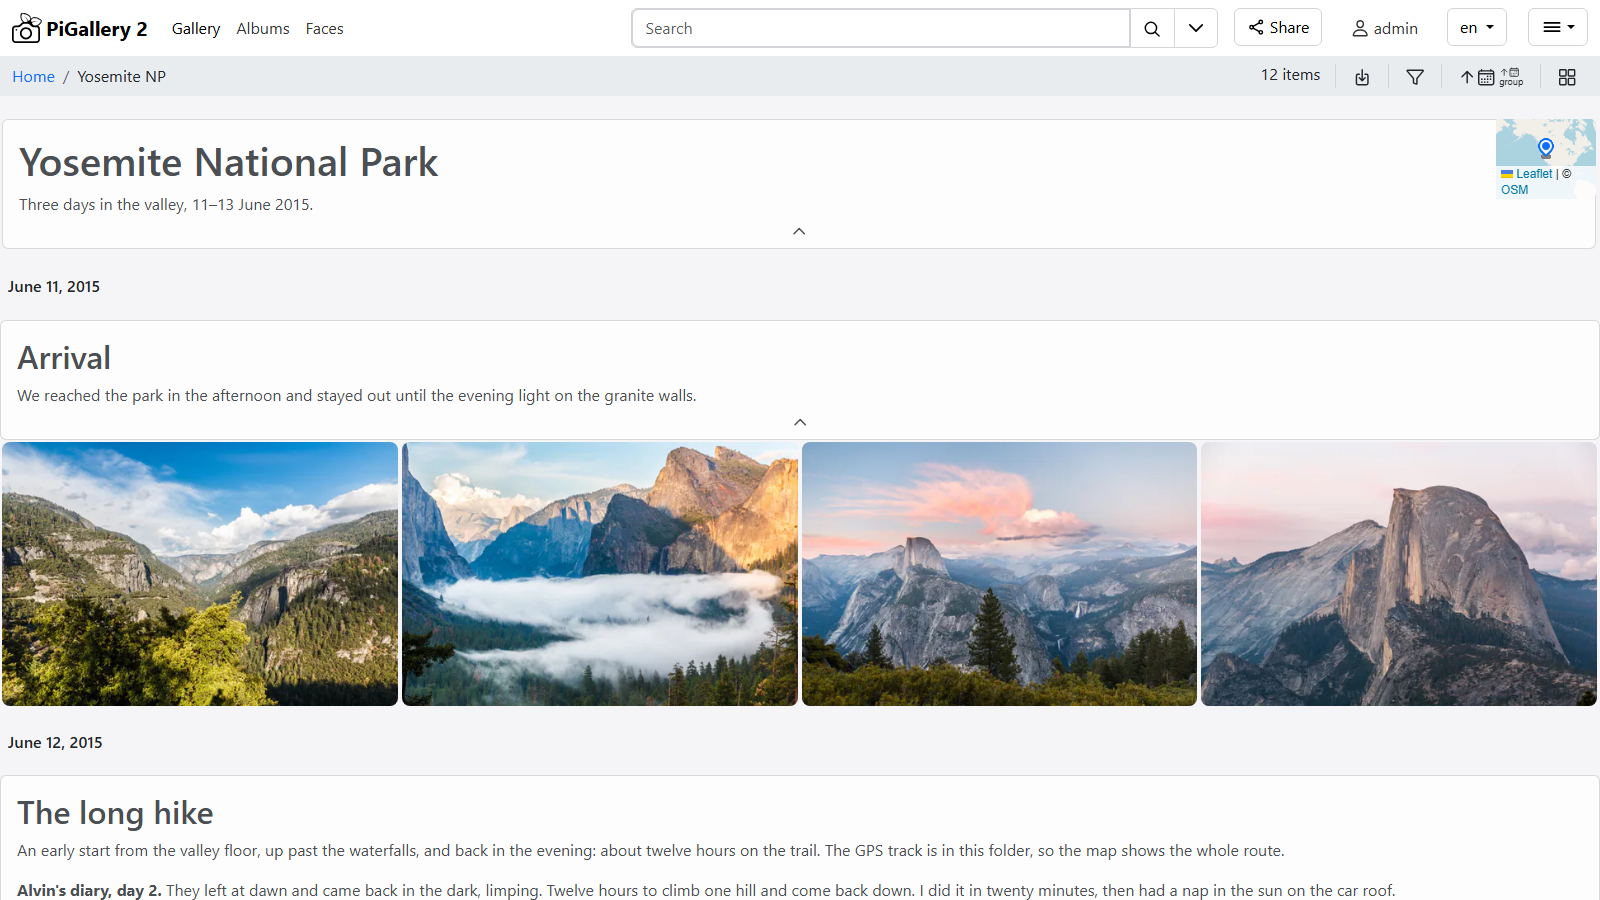 PiGallery 2 Gallery Albums Faces Search Share admin en
Home / Yosemite NP 12 items group
Yosemite National Park
Three days in the valley, 11–13 June 2015.
Leaflet | ©
OSM
June 11, 2015
Arrival
We reached the park in the afternoon and stayed out until the evening light on the granite walls.
June 12, 2015
The long hike
An early start from the valley floor, up past the waterfalls, and back in the evening: about twelve hours on the trail. The GPS track is in this folder, so the map shows the whole route.
Alvin's diary, day 2. They left at dawn and came back in the dark, limping. Twelve hours to climb one hill and come back down. I did it in twenty minutes, then had a nap in the sun on the car roof.